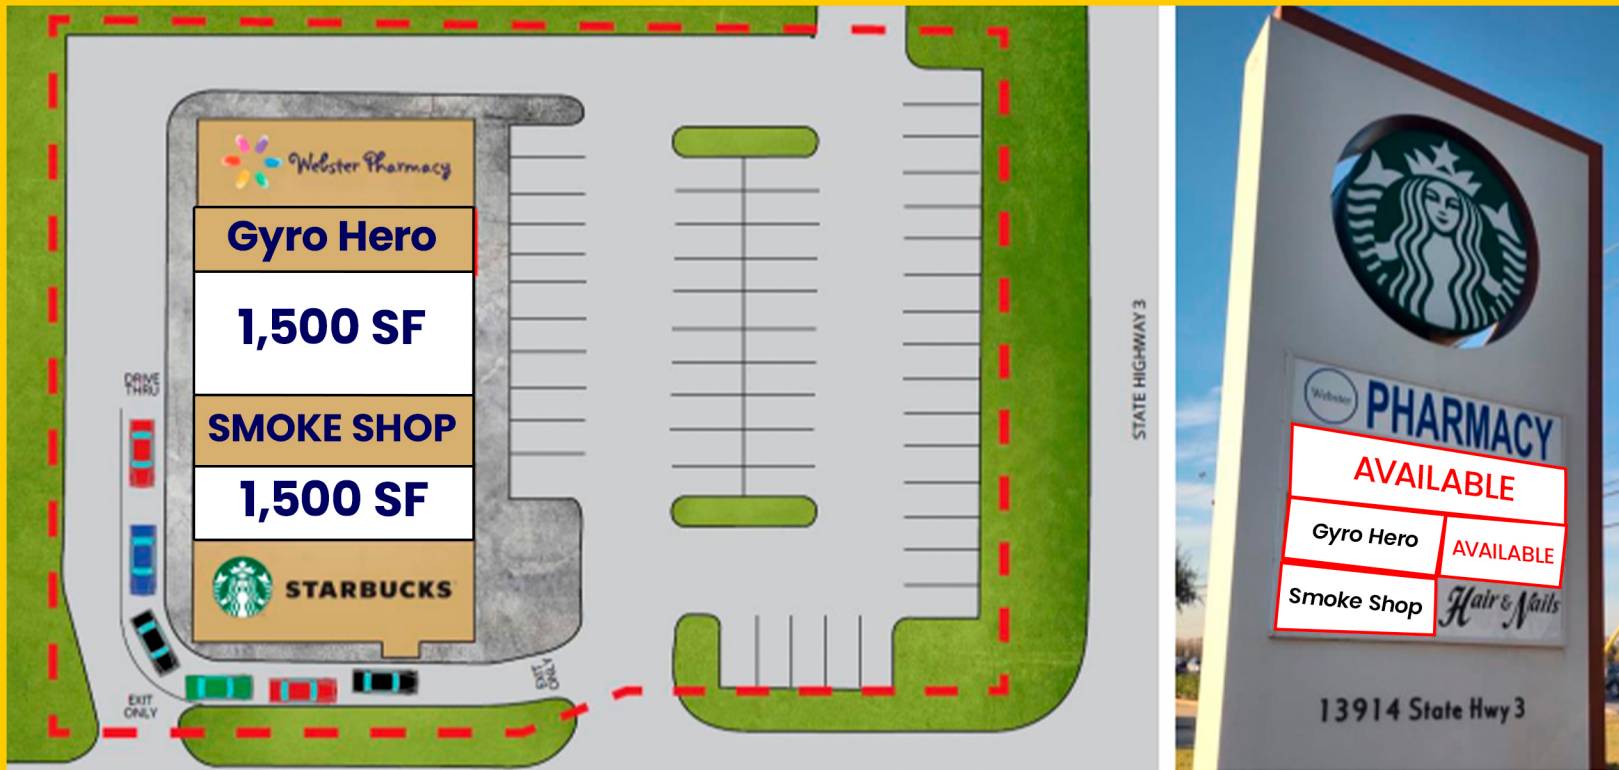 Webster Pharmacy
Gyro Hero
1,500 SF
SMOKE SHOP
1,500 SF
STARBUCKS
DRIVE
THRU
EXIT
ONLY
EXIT
ONLY
STATE HIGHWAY 3
Webster
PHARMACY
AVAILABLE
Gyro Hero
AVAILABLE
Smoke Shop
Hair & Nails
13914 State Hwy 3